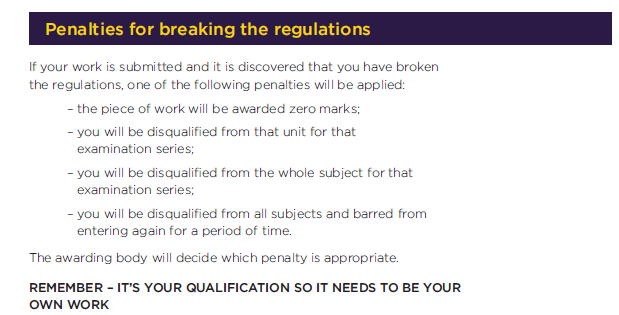 Penalties for breaking the regulations
If your work is submitted and it is discovered that you have broken
the regulations, one of the following penalties will be applied:
– the piece of work will be awarded zero marks;
– you will be disqualified from that unit for that
examination series;
– you will be disqualified from the whole subject for that
examination series;
– you will be disqualified from all subjects and barred from
entering again for a period of time.
The awarding body will decide which penalty is appropriate.
REMEMBER – IT'S YOUR QUALIFICATION SO IT NEEDS TO BE YOUR
OWN WORK